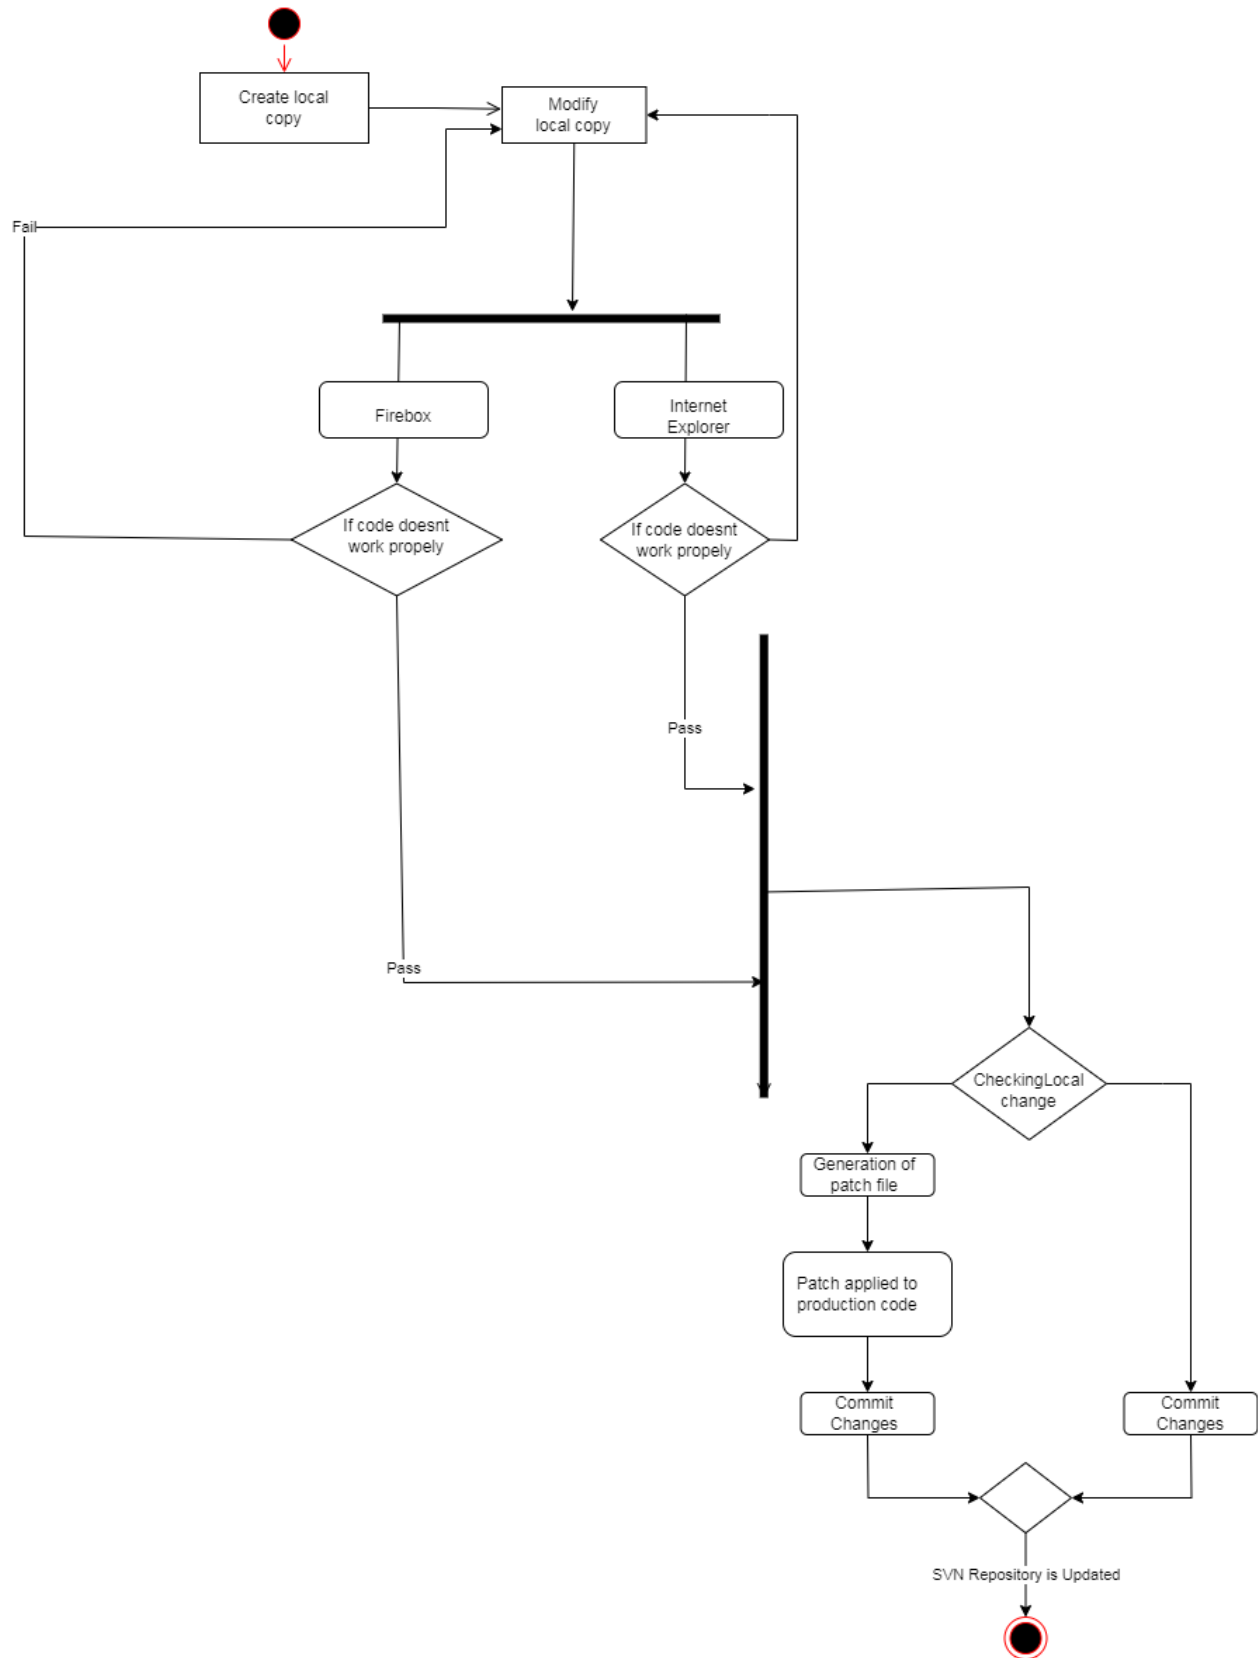 Create local
copy
Modify
local copy
Fail
Firebox
Internet
Explorer
If code doesnt
work propely
If code doesnt
work propely
Pass
Pass
CheckingLocal
change
Generation of
patch file
Patch applied to
production code
Commit
Changes
Commit
Changes
SVN Repository is Updated